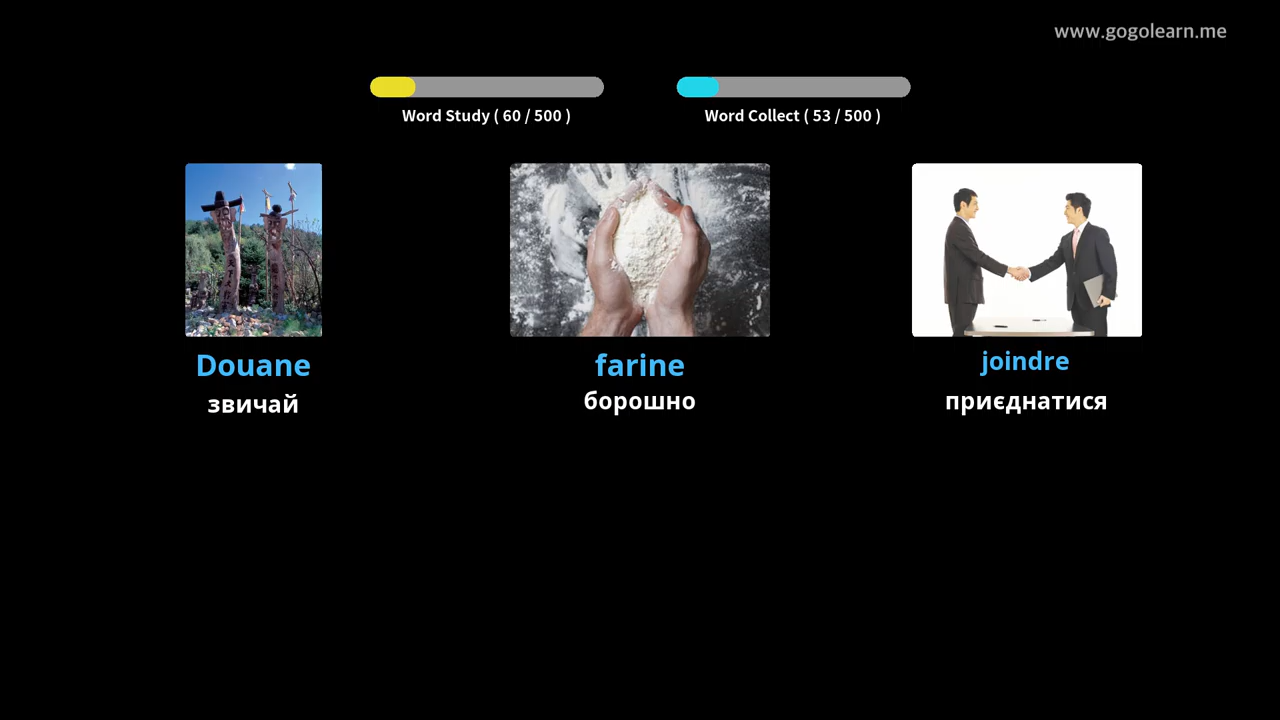 www.gogolearn.me
Word Study ( 60 / 500 )
Word Collect ( 53 / 500 )
Douane
farine
joindre
звичай
борошно
приєднатися